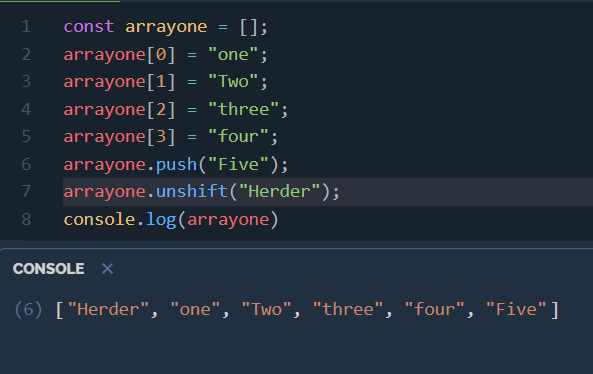 1 const arrayone = [];
2 arrayone[0] = "one";
3 arrayone[1] = "Two";
4 arrayone[2] = "three";
5 arrayone[3] = "four";
6 arrayone.push("Five");
7 arrayone.unshift("Herder");
8 console.log(arrayone)
CONSOLE ×
(6) ["Herder", "one", "Two", "three", "four", "Five"]